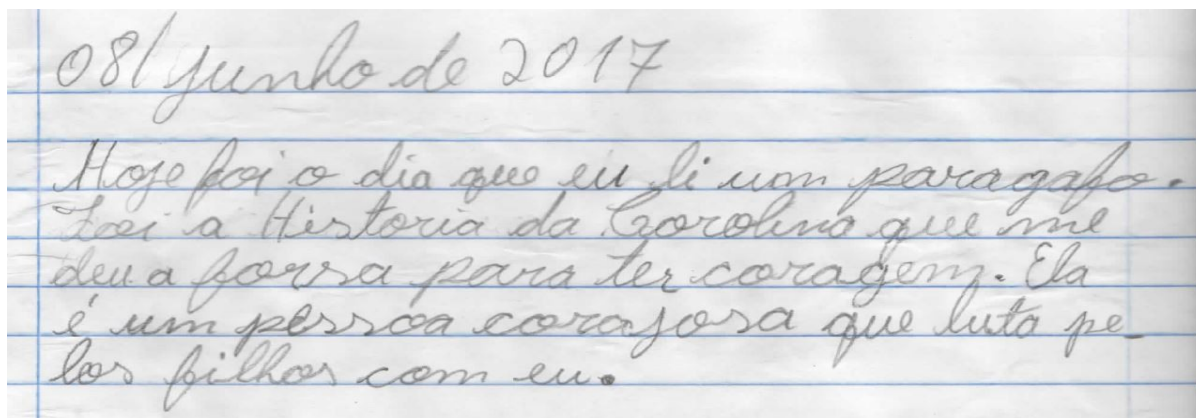 08/ Junho de 2017
Hoje foi o dia que eu li um paragafo.
Foi a Historia da Carolina que me
deu a forsa para ter coragem. Ela
é um pessoa corajosa que luta pe_
los filhos com eu.